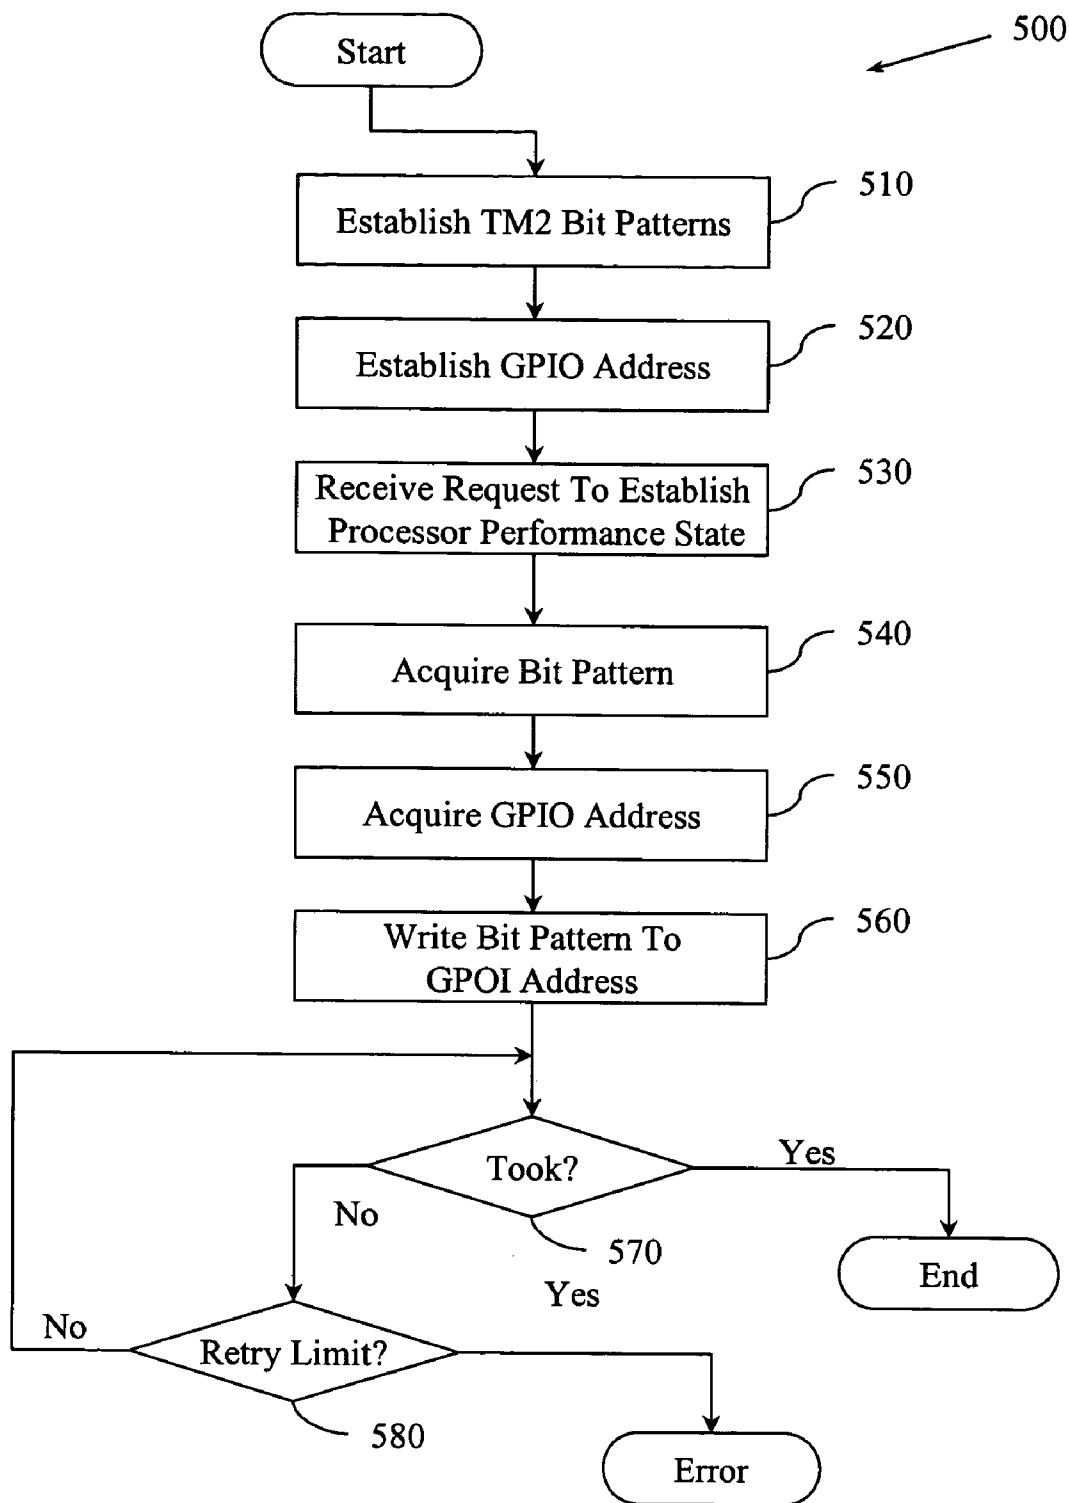 500
Start
510
Establish TM2 Bit Patterns
520
Establish GPIO Address
530
Receive Request To Establish
Processor Performance State
540
Acquire Bit Pattern
550
Acquire GPIO Address
560
Write Bit Pattern To
GPOI Address
Took?
Yes
No
570
End
Yes
No
Retry Limit?
580
Error